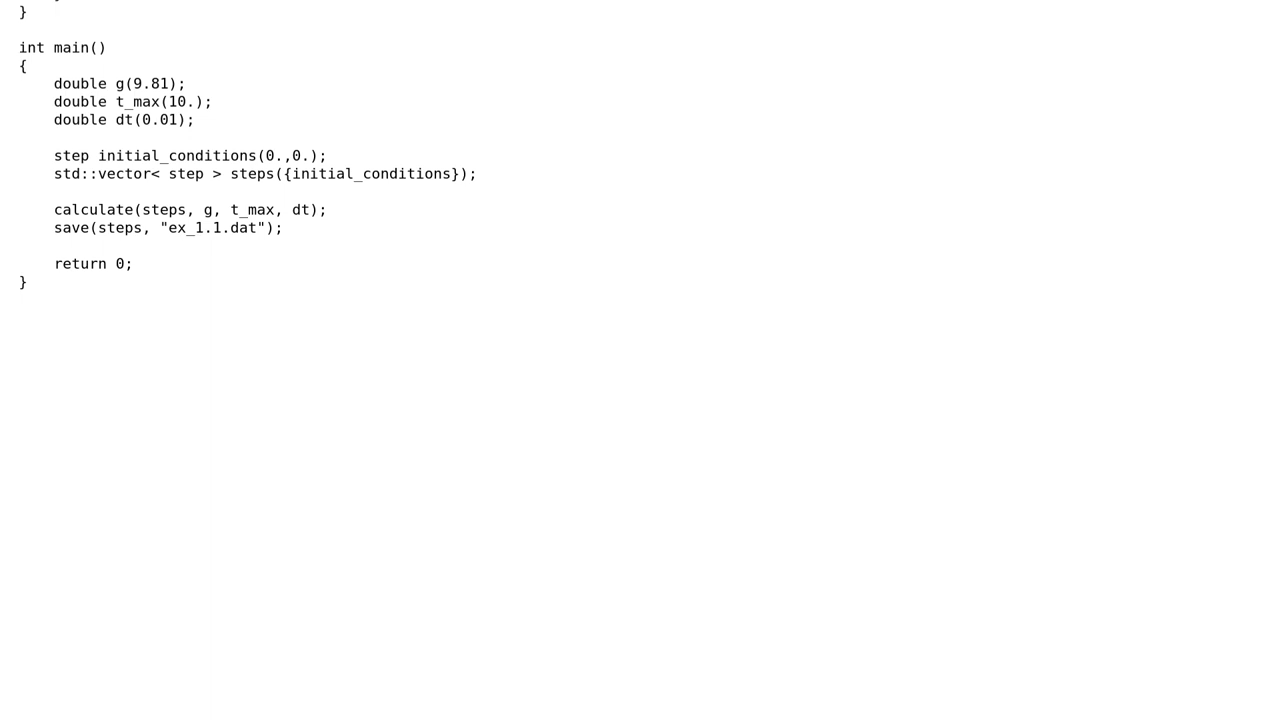 }
int main()
{
    double g(9.81);
    double t_max(10.);
    double dt(0.01);
    step initial_conditions(0.,0.);
    std::vector< step > steps({initial_conditions});
    calculate(steps, g, t_max, dt);
    save(steps, "ex_1.1.dat");
    return 0;
}